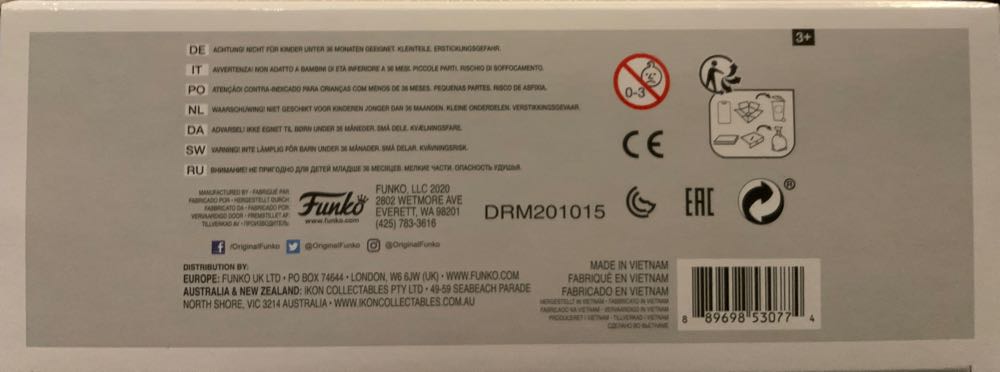 3+
DE ACHTUNG! NICHT FÜR KINDER UNTER 36 MONATEN GEEIGNET. KLEINTEILE. ERSTICKUNGSGEFAHR.
IT AVVERTENZA! NON ADATTO A BAMBINI DI ETÀ INFERIORE A 36 MESI. PICCOLE PARTI. RISCHIO DI SOFFOCAMENTO.
PO ATENÇÃO! CONTRA-INDICADO PARA CRIANÇAS COM MENOS DE 36 MESES. PEQUENAS PARTES. RISCO DE ASFIXIA.
NL WAARSCHUWING! NIET GESCHIKT VOOR KINDEREN JONGER DAN 36 MAANDEN. KLEINE ONDERDELEN. VERSTIKKINGSGEVAAR.
DA ADVARSEL! IKKE EGNET TIL BØRN UNDER 36 MÅNEDER. SMÅ DELE. KVÆLNINGSFARE.
SW VARNING! INTE LÄMPLIG FÖR BARN UNDER 36 MÅNADER. SMÅ DELAR. KVÄVNINGSRISK.
RU ВНИМАНИЕ! НЕ ПРИГОДНО ДЛЯ ДЕТЕЙ МЛАДШЕ 36 МЕСЯЦЕВ. МЕЛКИЕ ЧАСТИ. ОПАСНОСТЬ УДУШЬЯ.
0-3
CE
MANUFACTURED BY • FABRIQUÉ PAR
FABRICADO POR • HERGESTELLT DURCH
FABRICATO DA • FABRICADO POR
VERVAARDIGD DOOR • FREMSTILLET AF
TILLVERKAD AV • ПРОИЗВОДИТЕЛЬ:
Funko
www.funko.com
FUNKO, LLC 2020
2802 WETMORE AVE
EVERETT, WA 98201
(425) 783-3616
DRM201015
EAC
®
/OriginalFunko @OriginalFunko @OriginalFunko
DISTRIBUTION BY:
EUROPE: FUNKO UK LTD • PO BOX 74644 • LONDON, W6 6JW (UK) • WWW.FUNKO.COM
AUSTRALIA & NEW ZEALAND: IKON COLLECTABLES PTY LTD • 49-59 SEABEACH PARADE
NORTH SHORE, VIC 3214 AUSTRALIA • WWW.IKONCOLLECTABLES.COM.AU
MADE IN VIETNAM
FABRIQUÉ EN VIETNAM
FABRICADO EN VIETNAM
HERGESTELLT IN VIETNAM • FABRICATO IN VIETNAM
FABRICADO NA VIETNAM • VERVAARDIGD IN VIETNAM
PRODUCERET I VIETNAM • TILLVERKAD I VIETNAM
СДЕЛАНО ВО ВЬЕТНАМЕ
8 89698 53077 4